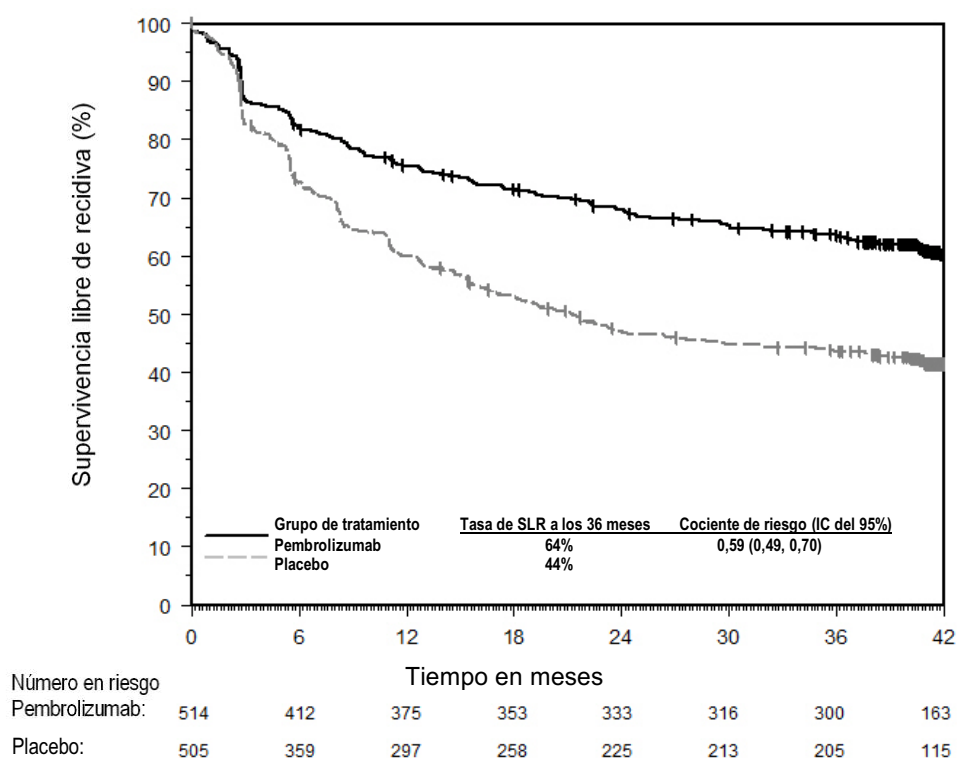 100
90
80
70
60
50
40
30
20
10
0
Supervivencia libre de recidiva (%)
Grupo de tratamiento Tasa de SLR a los 36 meses Cociente de riesgo (IC del 95%)
Pembrolizumab 64% 0,59 (0,49, 0,70)
Placebo 44%
0 6 12 18 24 30 36 42
Tiempo en meses
Número en riesgo
Pembrolizumab: 514 412 375 353 333 316 300 163
Placebo: 505 359 297 258 225 213 205 115